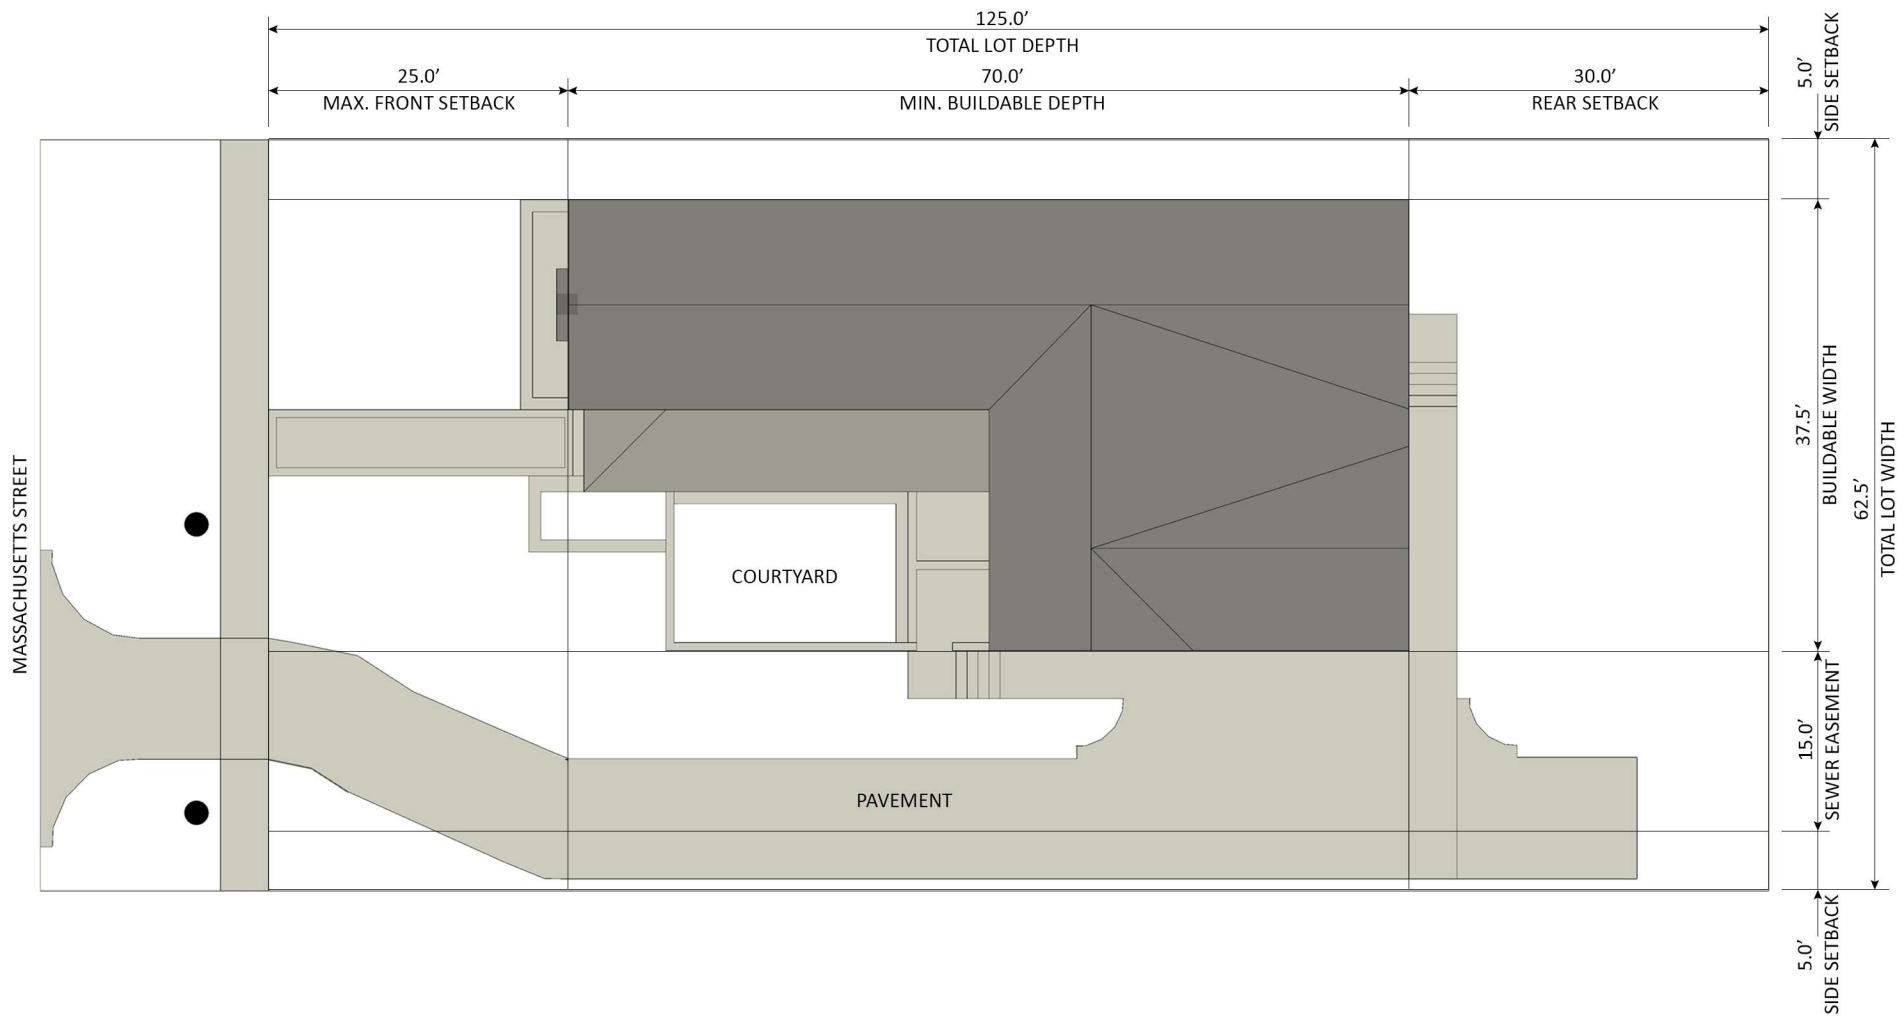 125.0’
TOTAL LOT DEPTH
25.0’
MAX. FRONT SETBACK
70.0’
MIN. BUILDABLE DEPTH
30.0’
REAR SETBACK
5.0’
SIDE SETBACK
MASSACHUSETTS STREET
COURTYARD
PAVEMENT
37.5’
BUILDABLE WIDTH
62.5’
TOTAL LOT WIDTH
15.0’
SEWER EASEMENT
5.0’
SIDE SETBACK